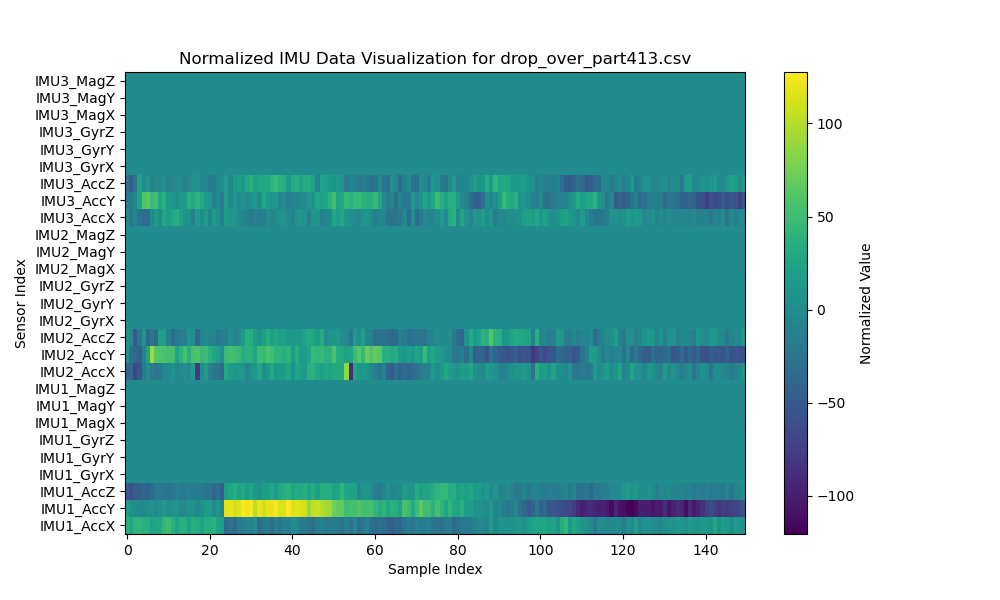 Normalized IMU Data Visualization for drop_over_part413.csv
IMU3_MagZ
IMU3_MagY
IMU3_MagX
IMU3_GyrZ
IMU3_GyrY
IMU3_GyrX
IMU3_AccZ
IMU3_AccY
IMU3_AccX
IMU2_MagZ
IMU2_MagY
IMU2_MagX
IMU2_GyrZ
IMU2_GyrY
IMU2_GyrX
IMU2_AccZ
IMU2_AccY
IMU2_AccX
IMU1_MagZ
IMU1_MagY
IMU1_MagX
IMU1_GyrZ
IMU1_GyrY
IMU1_GyrX
IMU1_AccZ
IMU1_AccY
IMU1_AccX
Sensor Index
0 20 40 60 80 100 120 140
Sample Index
100
50
0
−50
−100
Normalized Value